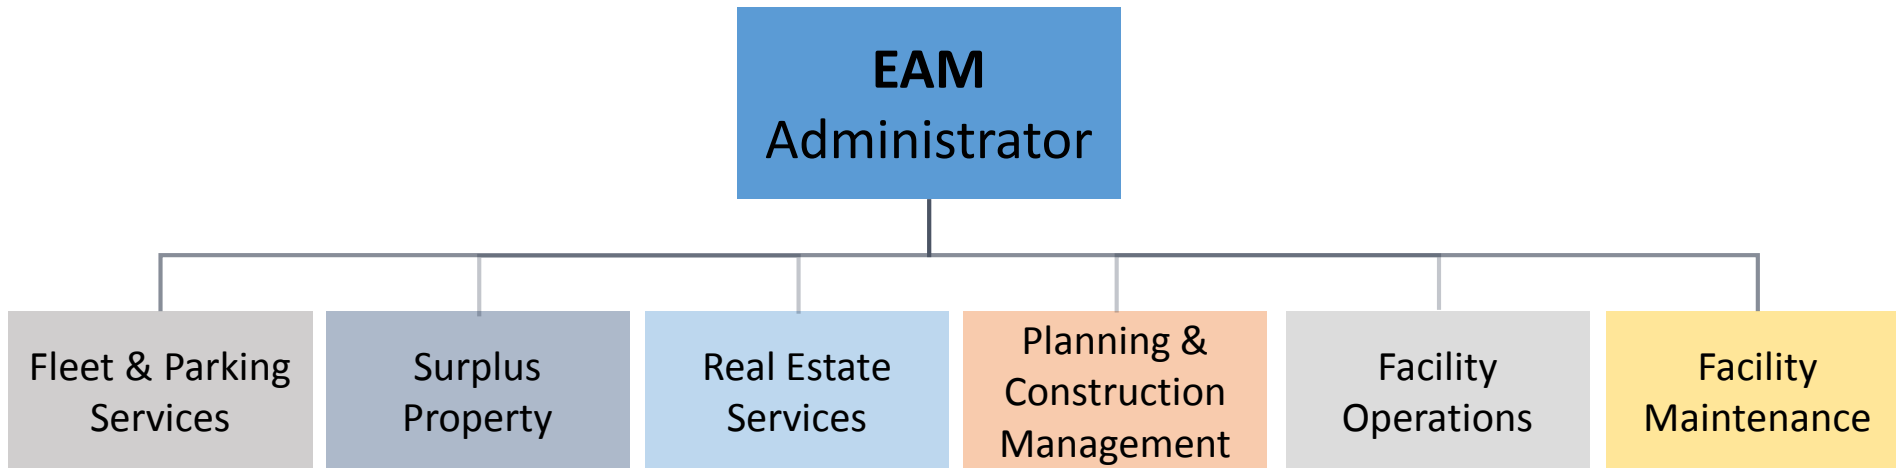 EAM
Administrator
Fleet & Parking
Services
Surplus
Property
Real Estate
Services
Planning &
Construction
Management
Facility
Operations
Facility
Maintenance